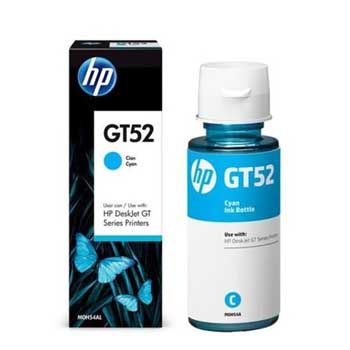 hp
GT52
Cian
Cyan
Usar con / Use with:
HP DeskJet GT
Series Printers
M0H54AL
hp
GT52
Cyan
Ink Bottle
Use with:
HP DeskJet GT Series Printers
C
M0H54A